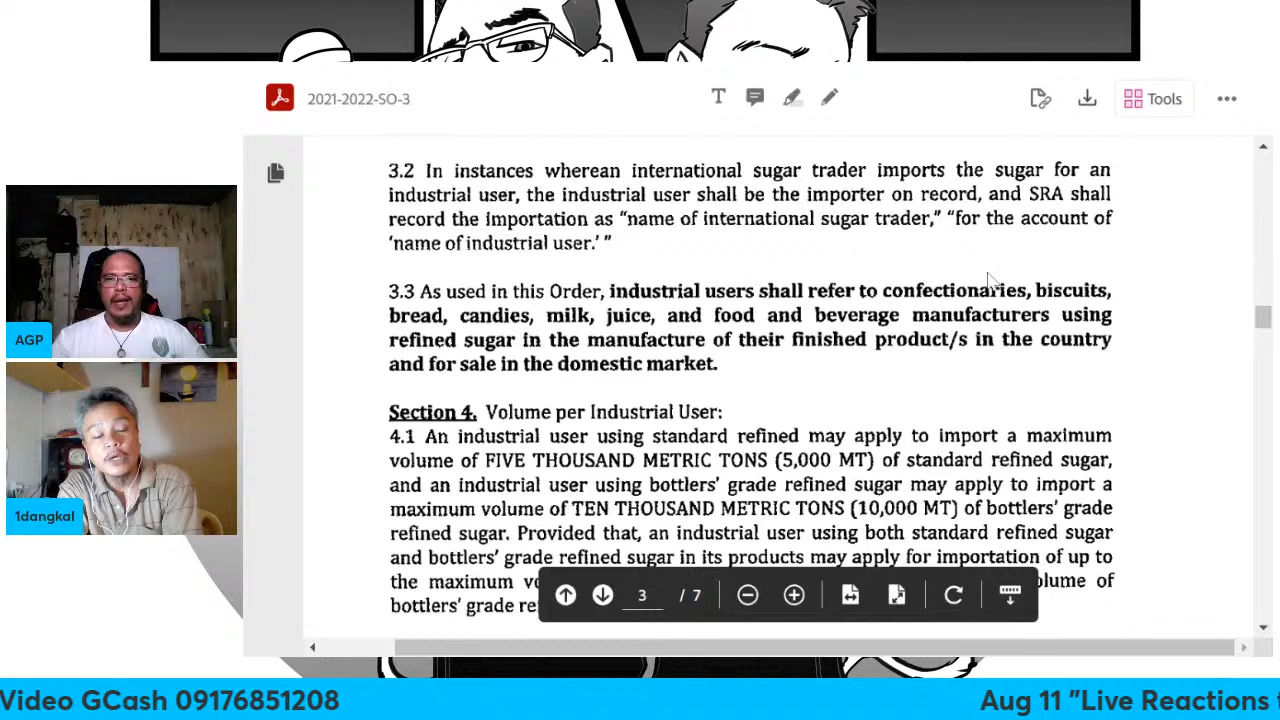 2021-2022-SO-3
Tools
3.2 In instances wherean international sugar trader imports the sugar for an
industrial user, the industrial user shall be the importer on record, and SRA shall
record the importation as “name of international sugar trader,” “for the account of
‘name of industrial user.’ ”
3.3 As used in this Order, industrial users shall refer to confectionaries, biscuits,
bread, candies, milk, juice, and food and beverage manufacturers using
refined sugar in the manufacture of their finished product/s in the country
and for sale in the domestic market.
Section 4. Volume per Industrial User:
4.1 An industrial user using standard refined may apply to import a maximum
volume of FIVE THOUSAND METRIC TONS (5,000 MT) of standard refined sugar,
and an industrial user using bottlers’ grade refined sugar may apply to import a
maximum volume of TEN THOUSAND METRIC TONS (10,000 MT) of bottlers’ grade
refined sugar. Provided that, an industrial user using both standard refined sugar
and bottlers’ grade refined sugar in its products may apply for importation of up to
the maximum olume of
bottlers’ grade
3 / 7
AGP
1dangkal
Video GCash 09176851208
Aug 11 "Live Reactions